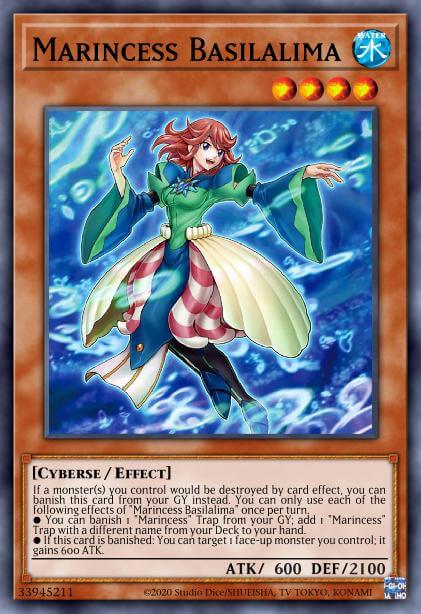 MARINCESS BASILALIMA
WATER
水
[CYBERSE / EFFECT]
If a monster(s) you control would be destroyed by card effect, you can
banish this card from your GY instead. You can only use each of the
following effects of "Marincess Basilalima" once per turn.
● You can banish 1 "Marincess" Trap from your GY; add 1 "Marincess"
Trap with a different name from your Deck to your hand.
● If this card is banished: You can target 1 face-up monster you control; it
gains 600 ATK.
ATK/ 600 DEF/2100
33945211
©2020 Studio Dice/SHUEISHA, TV TOKYO, KONAMI